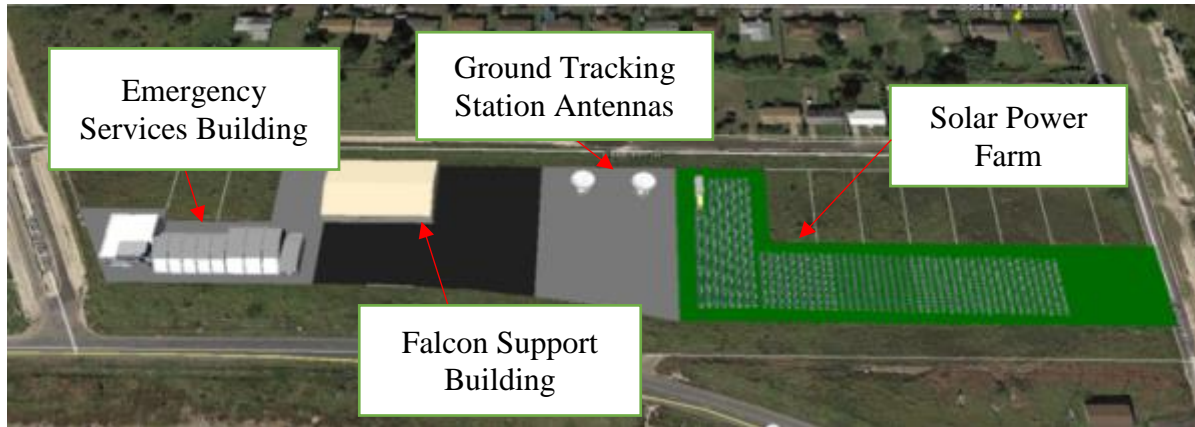 Emergency
Services Building
Ground Tracking
Station Antennas
Solar Power
Farm
Falcon Support
Building